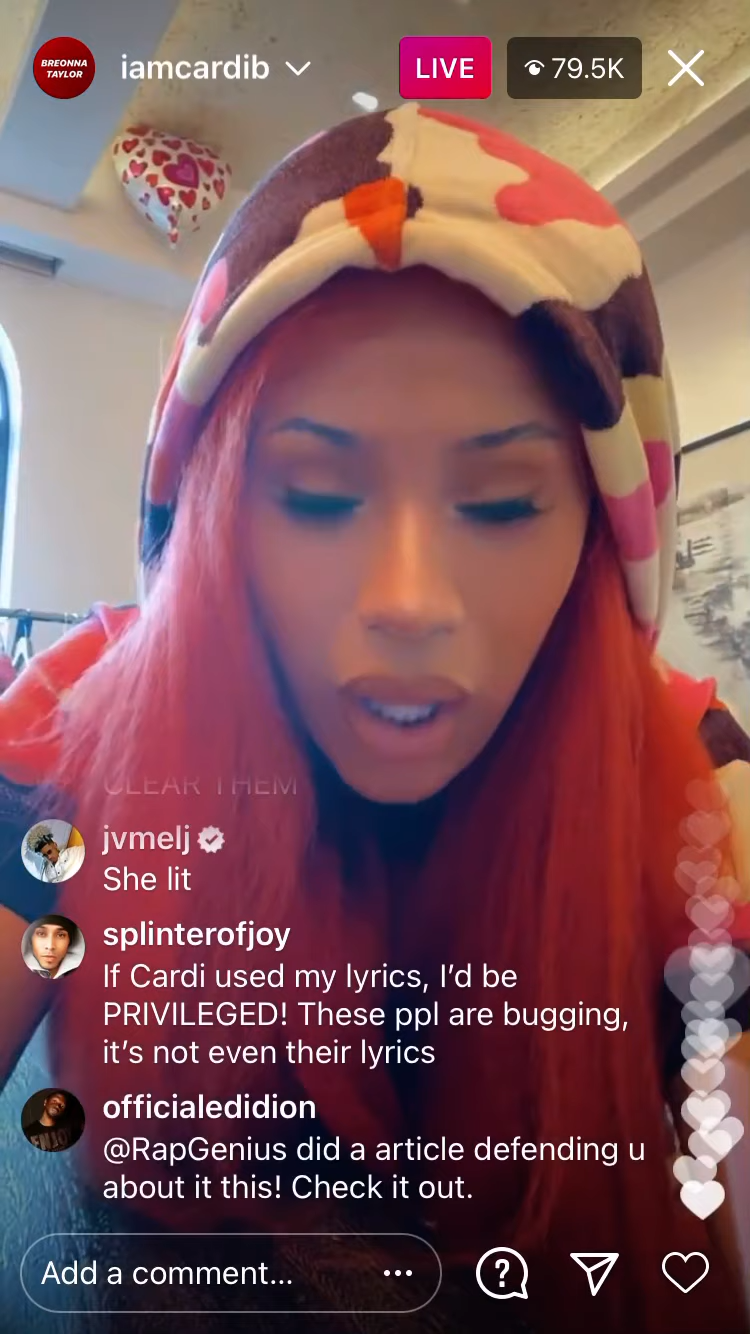 BREONNA
TAYLOR
iamcardib
LIVE
79.5K
CLEAR THEM
jvmelj
She lit
splinterofjoy
If Cardi used my lyrics, I’d be
PRIVILEGED! These ppl are bugging,
it’s not even their lyrics
officialedidion
@RapGenius did a article defending u
about it this! Check it out.
Add a comment...
?